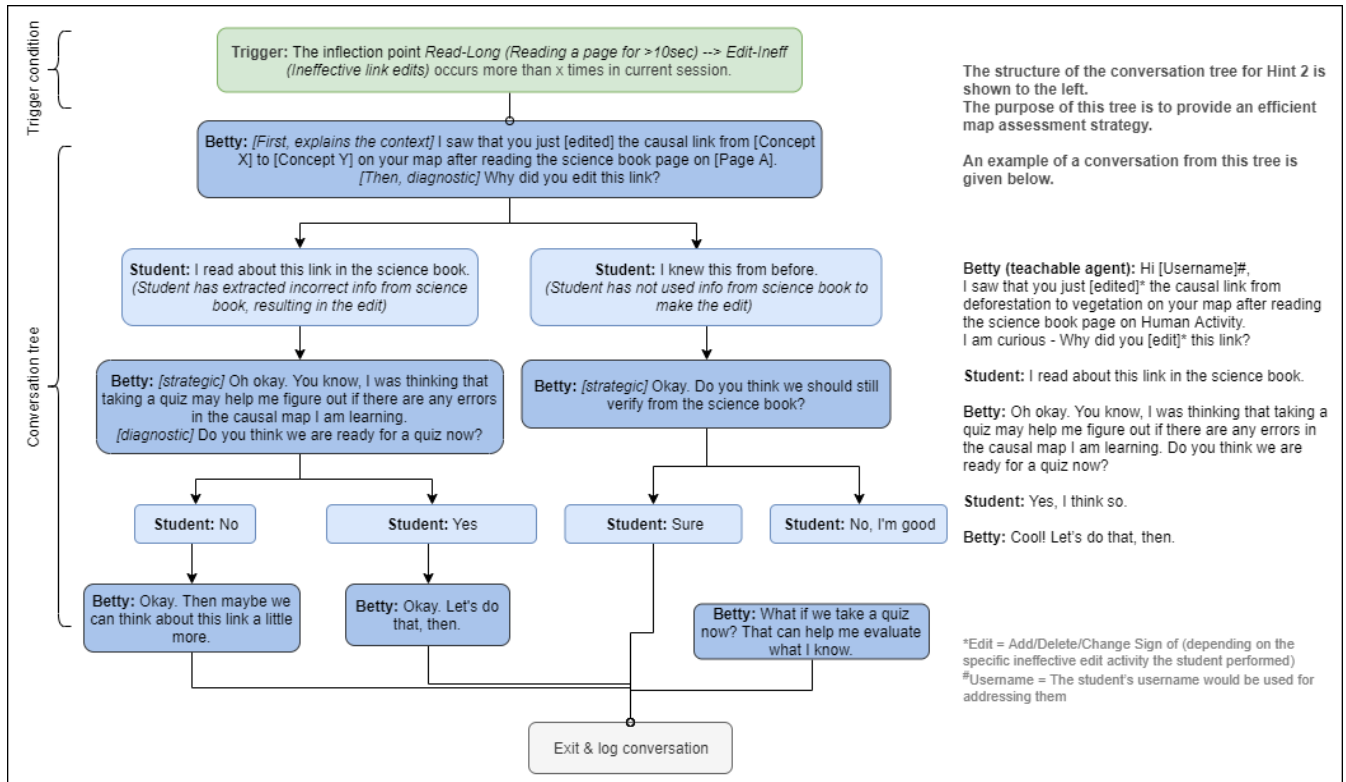 Trigger condition
Trigger: The inflection point Read-Long (Reading a page for >10sec) --> Edit-Ineff
(Ineffective link edits) occurs more than x times in current session.
The structure of the conversation tree for Hint 2 is
shown to the left.
The purpose of this tree is to provide an efficient
map assessment strategy.
An example of a conversation from this tree is
given below.
Conversation tree
Betty: [First, explains the context] I saw that you just [edited] the causal link from [Concept
X] to [Concept Y] on your map after reading the science book page on [Page A].
[Then, diagnostic] Why did you edit this link?
Student: I read about this link in the science book.
(Student has extracted incorrect info from science
book, resulting in the edit)
Student: I knew this from before.
(Student has not used info from science book to
make the edit)
Betty: [strategic] Oh okay. You know, I was thinking that
taking a quiz may help me figure out if there are any errors
in the causal map I am learning.
[diagnostic] Do you think we are ready for a quiz now?
Betty: [strategic] Okay. Do you think we should still
verify from the science book?
Student: No
Student: Yes
Student: Sure
Student: No, I'm good
Betty: Okay. Then maybe we
can think about this link a little
more.
Betty: Okay. Let's do
that, then.
Betty: What if we take a quiz
now? That can help me evaluate
what I know.
Exit & log conversation
Betty (teachable agent): Hi [Username]#,
I saw that you just [edited]* the causal link from
deforestation to vegetation on your map after reading
the science book page on Human Activity.
I am curious - Why did you [edit]* this link?
Student: I read about this link in the science book.
Betty: Oh okay. You know, I was thinking that taking a
quiz may help me figure out if there are any errors in
the causal map I am learning. Do you think we are
ready for a quiz now?
Student: Yes, I think so.
Betty: Cool! Let's do that, then.
*Edit = Add/Delete/Change Sign of (depending on the
specific ineffective edit activity the student performed)
#Username = The student's username would be used for
addressing them